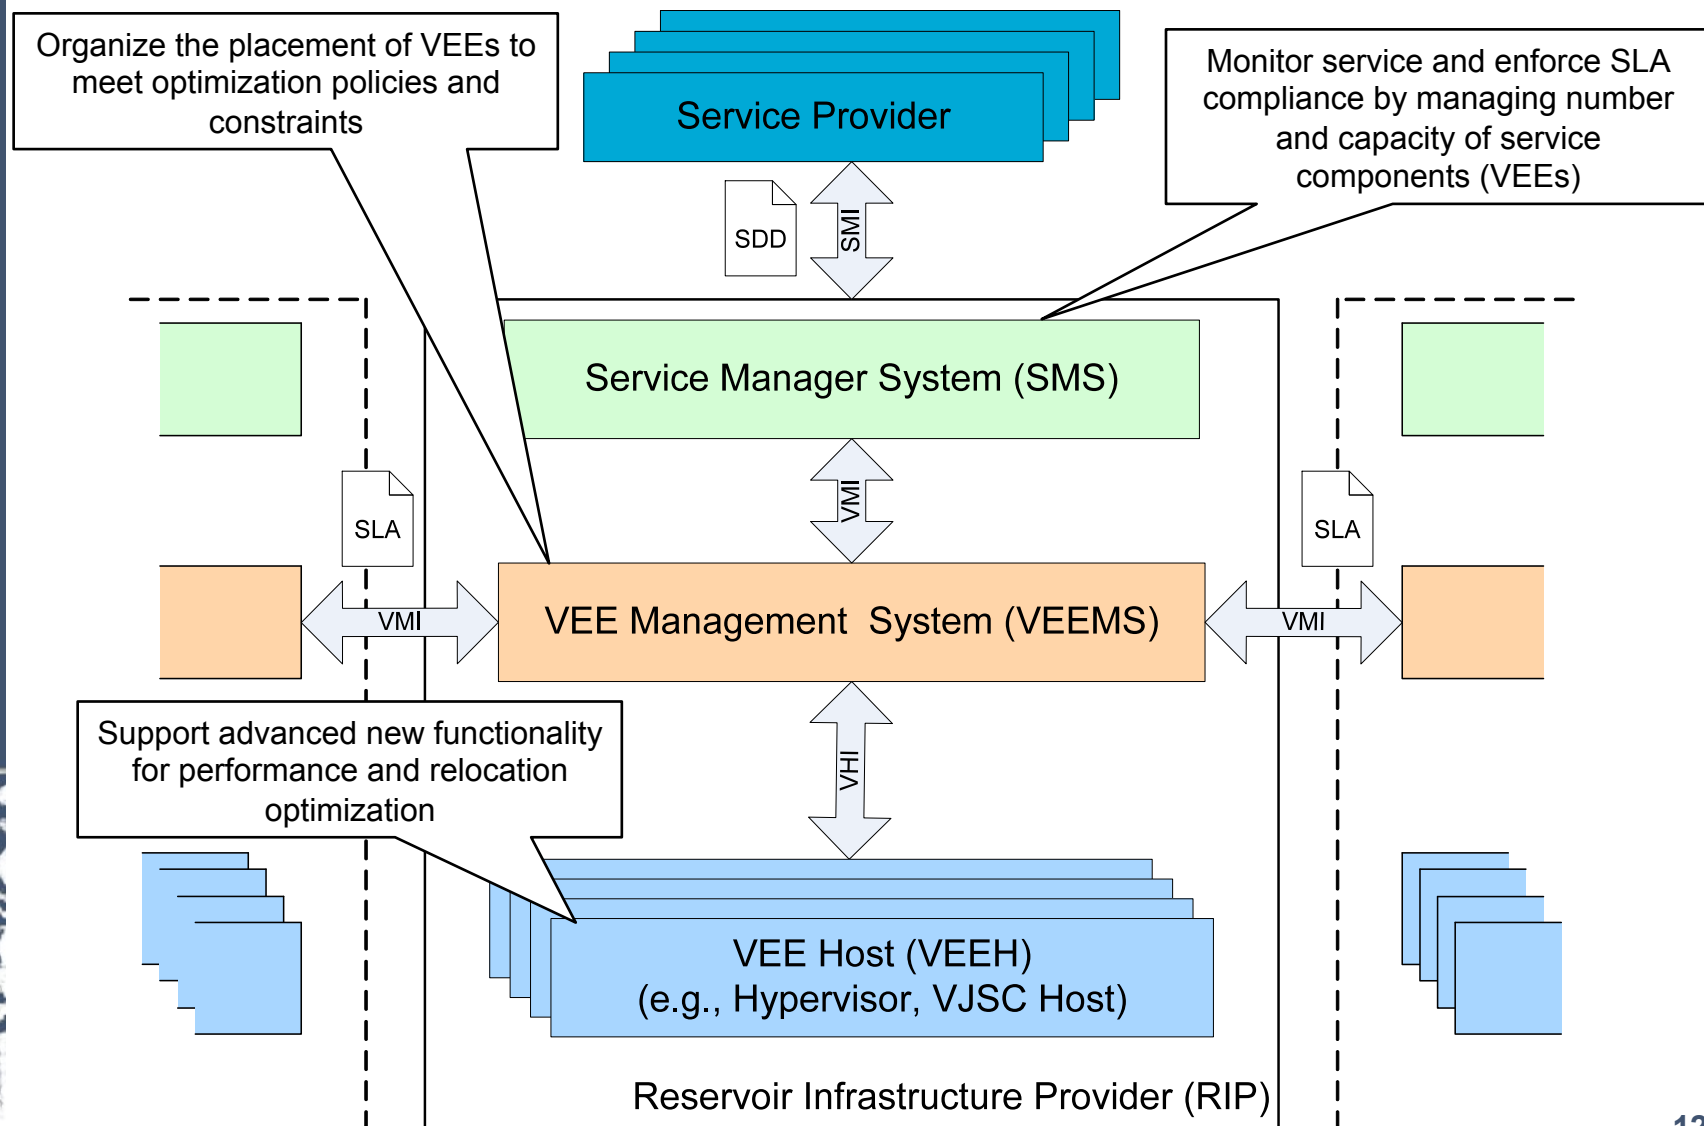 Organize the placement of VEEs to
meet optimization policies and
constraints
Service Provider
Monitor service and enforce SLA
compliance by managing number
and capacity of service
components (VEEs)
SDD
SMI
Service Manager System (SMS)
SLA
VMI
SLA
VMI
VEE Management  System (VEEMS)
VMI
Support advanced new functionality
for performance and relocation
optimization
VHI
VEE Host (VEEH)
(e.g., Hypervisor, VJSC Host)
Reservoir Infrastructure Provider (RIP)